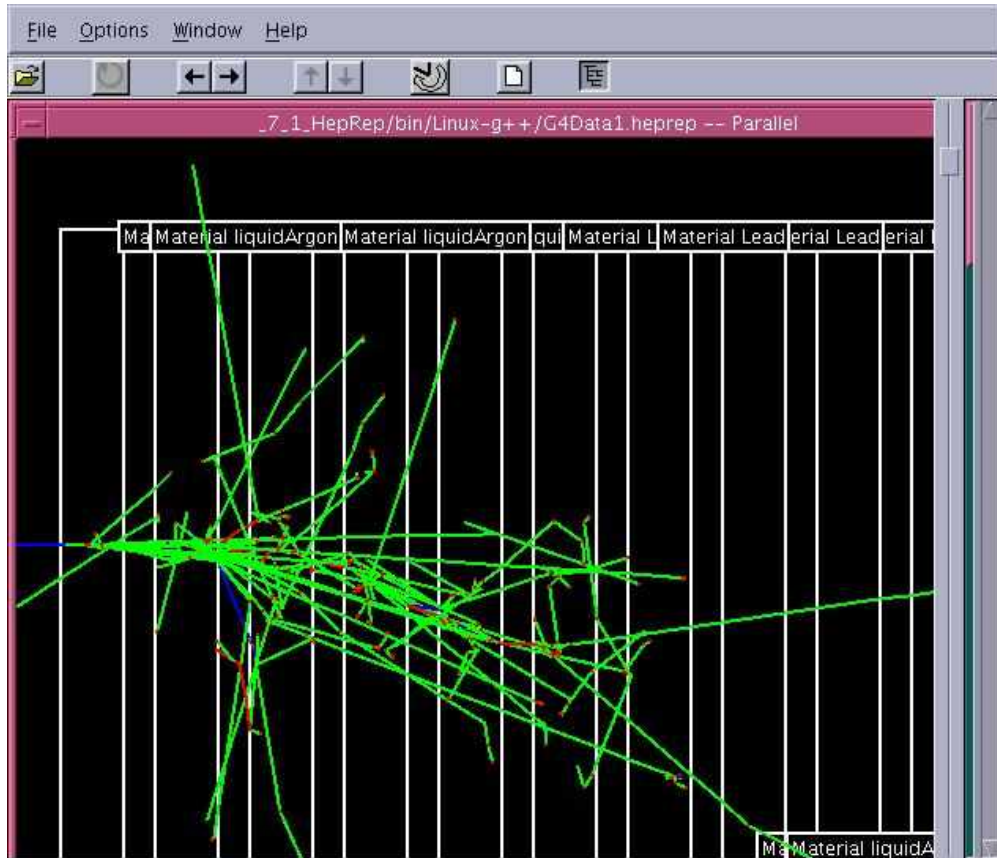 File Options Window Help
_7_1_HepRep/bin/Linux-g++/G4Data1.heprep -- Parallel
Ma Material liquidArgon Material liquidArgon qui Material L Material Lead erial Lead erial
Ma Material liquidA